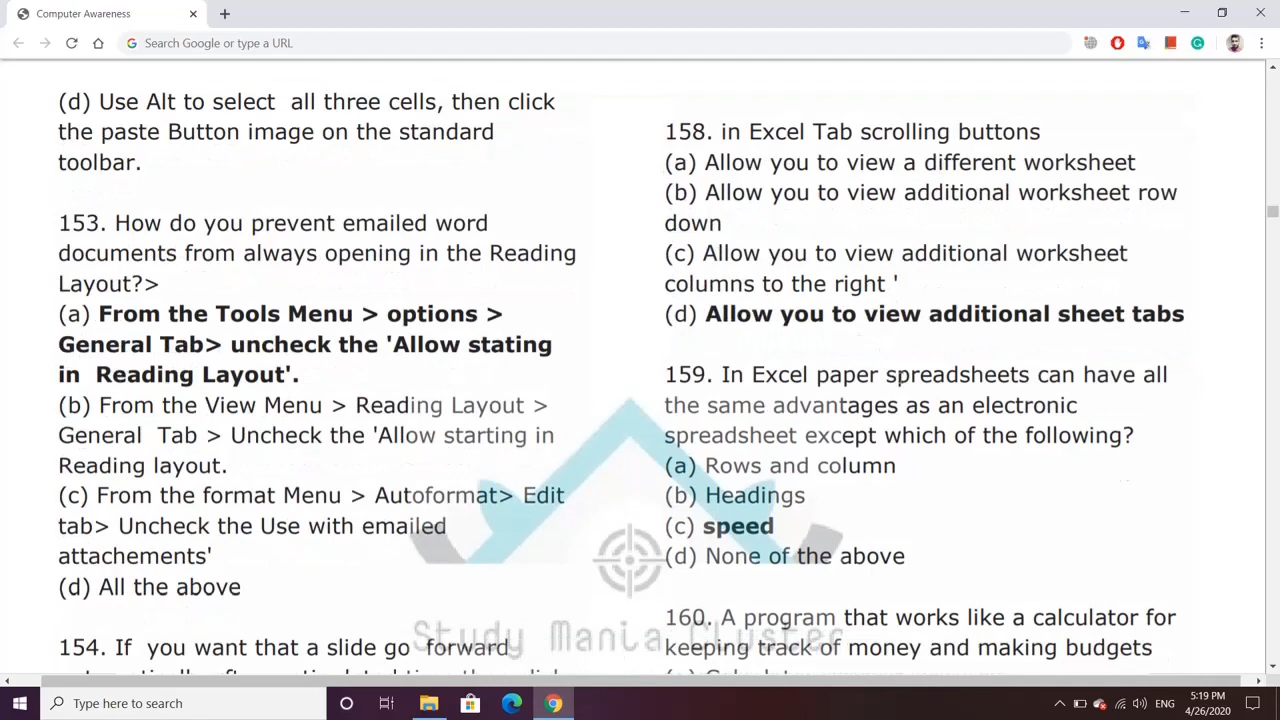 Computer Awareness
Search Google or type a URL
(d) Use Alt to select all three cells, then click
the paste Button image on the standard
toolbar.
153. How do you prevent emailed word
documents from always opening in the Reading
Layout?>
(a) From the Tools Menu > options >
General Tab> uncheck the 'Allow stating
in Reading Layout'.
(b) From the View Menu > Reading Layout >
General Tab > Uncheck the 'Allow starting in
Reading layout.
(c) From the format Menu > Autoformat> Edit
tab> Uncheck the Use with emailed
attachements'
(d) All the above
154. If you want that a slide go forward
158. in Excel Tab scrolling buttons
(a) Allow you to view a different worksheet
(b) Allow you to view additional worksheet row
down
(c) Allow you to view additional worksheet
columns to the right '
(d) Allow you to view additional sheet tabs
159. In Excel paper spreadsheets can have all
the same advantages as an electronic
spreadsheet except which of the following?
(a) Rows and column
(b) Headings
(c) speed
(d) None of the above
160. A program that works like a calculator for
keeping track of money and making budgets
Study Mania Cluster
Type here to search
ENG
5:19 PM
4/26/2020